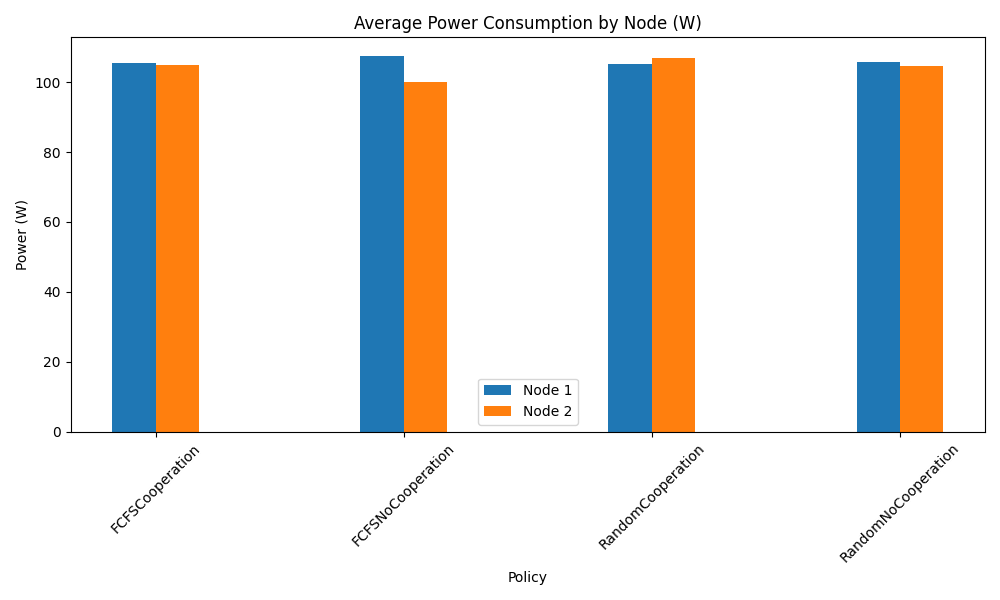 Average Power Consumption by Node (W)
Power (W)
100
80
60
40
20
0
Node 1
Node 2
FCFSCooperation
FCFSNoCooperation
RandomCooperation
RandomNoCooperation
Policy